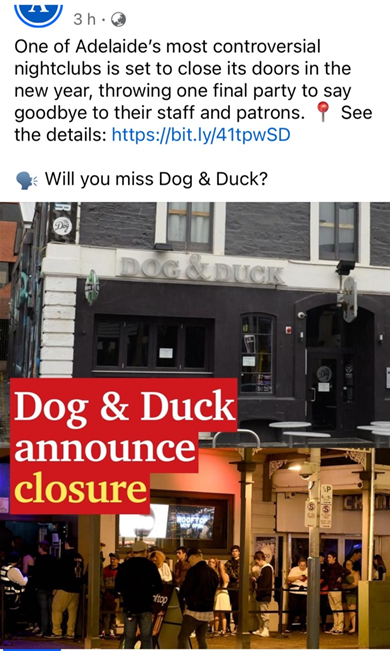 3 h ·
One of Adelaide's most controversial
nightclubs is set to close its doors in the
new year, throwing one final party to say
goodbye to their staff and patrons. 📍 See
the details: https://bit.ly/41tpwSD
🗣️ Will you miss Dog & Duck?
DOG & DUCK
Dog & Duck
announce
closure